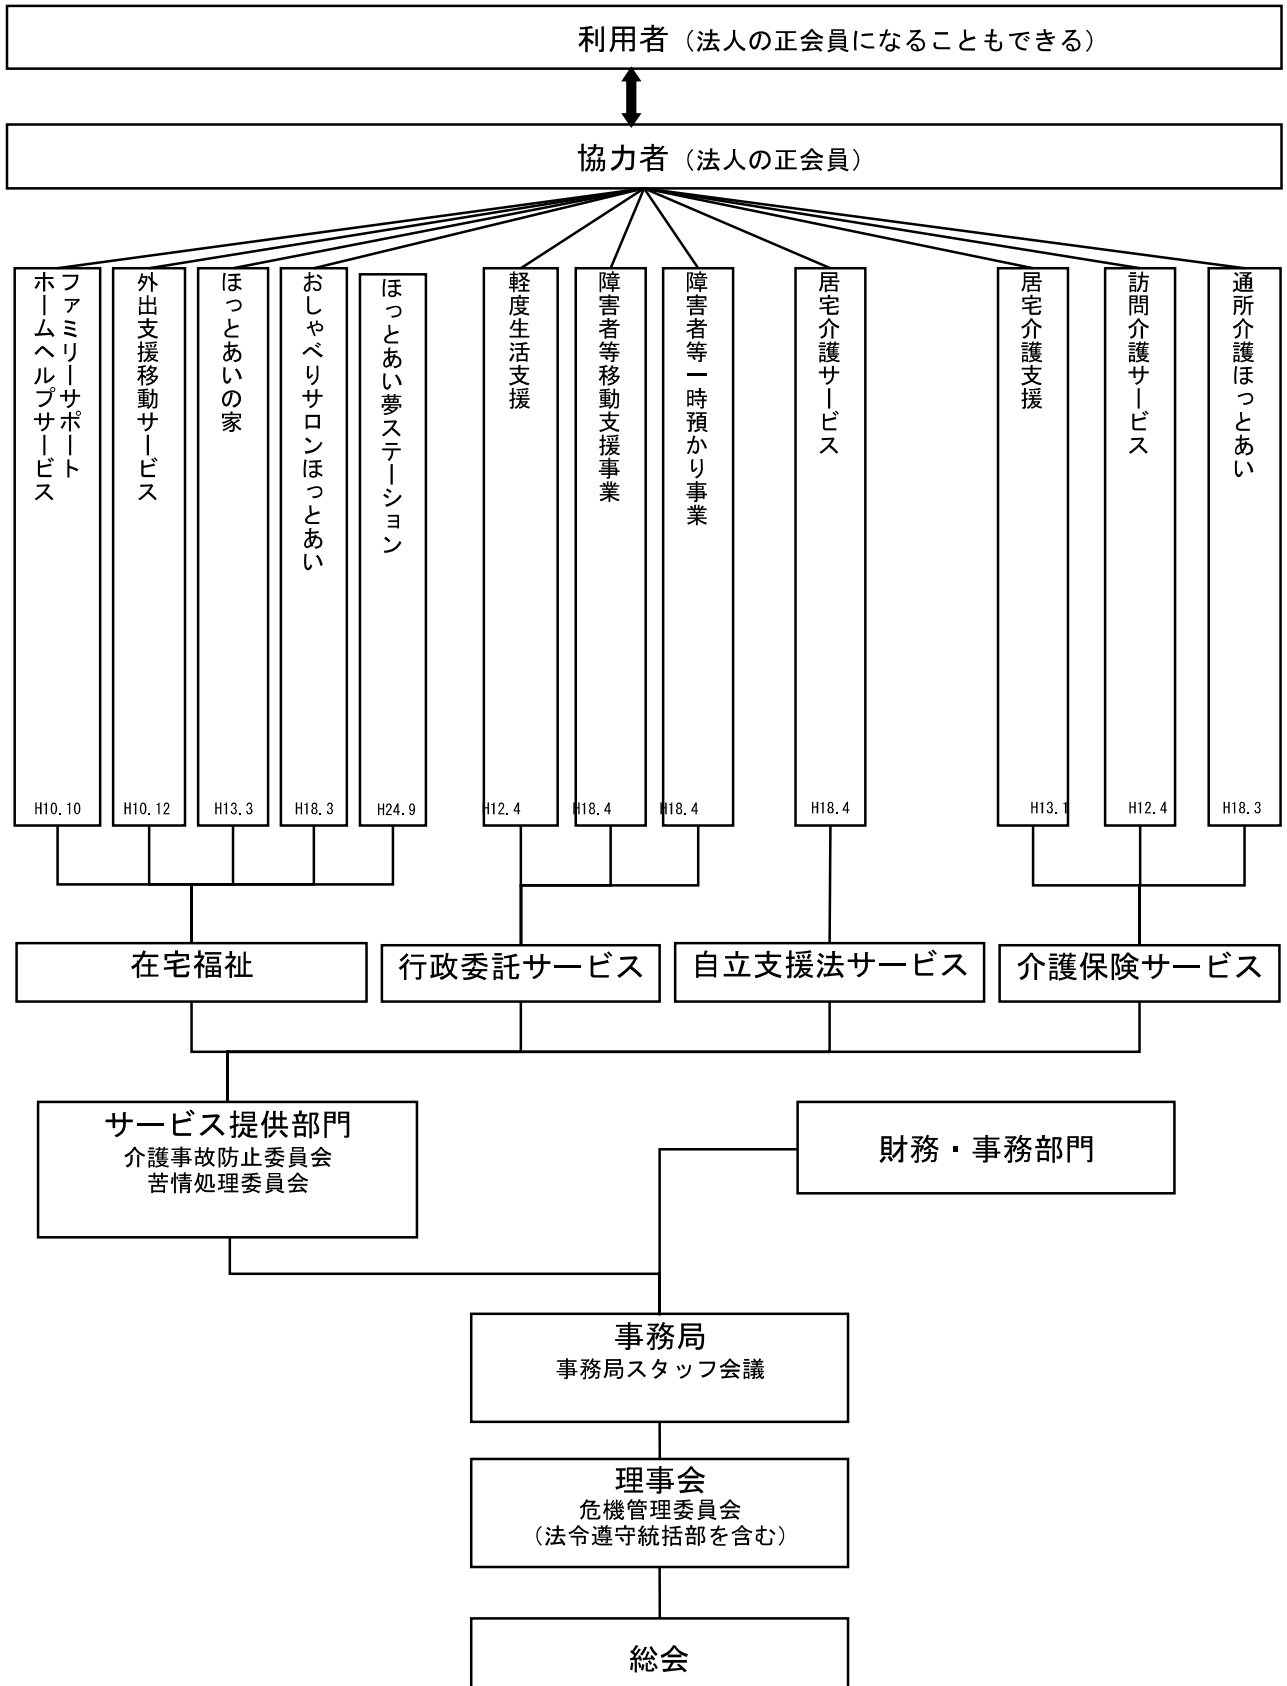 利用者（法人の正会員になることもできる）
協力者（法人の正会員）
ファミリーサポート
ホームヘルプサービス
H10.10
外出支援移動サービス
H10.12
ほっとあいの家
H13.3
おしゃべりサロンほっとあい
H18.3
ほっとあい夢ステーション
H24.9
軽度生活支援
H12.4
障害者等移動支援事業
H18.4
障害者等一時預かり事業
H18.4
居宅介護サービス
H18.4
居宅介護支援
H13.1
訪問介護サービス
H12.4
通所介護ほっとあい
H18.3
在宅福祉
行政委託サービス
自立支援法サービス
介護保険サービス
サービス提供部門
介護事故防止委員会
苦情処理委員会
財務・事務部門
事務局
事務局スタッフ会議
理事会
危機管理委員会
（法令遵守統括部を含む）
総会